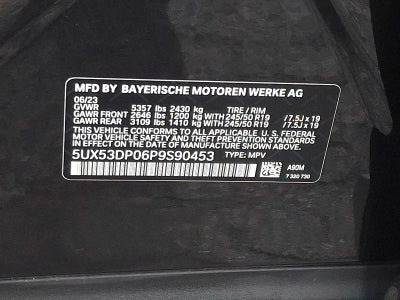 MFD BY BAYERISCHE MOTOREN WERKE AG
06/23
GVWR 5357 lbs 2430 kg TIRE / RIM
GAWR FRONT 2646 lbs 1200 kg WITH 245/50 R19 / 7.5J x 19
GAWR REAR 3109 lbs 1410 kg WITH 245/50 R19 / 7.5J x 19
THIS VEHICLE CONFORMS TO ALL APPLICABLE U.S. FEDERAL
MOTOR VEHICLE SAFETY AND THEFT PREVENTION STANDARDS
IN EFFECT ON THE DATE OF MANUFACTURE SHOWN ABOVE.
5UX53DP06P9S90453 TYPE: MPV
A90M
7 320 730